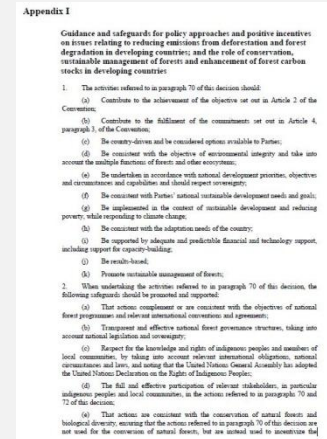 Appendix I
Guidance and safeguards for policy approaches and positive incentives
on issues relating to reducing emissions from deforestation and forest
degradation in developing countries; and the role of conservation,
sustainable management of forests and enhancement of forest carbon
stocks in developing countries
1. The activities referred to in paragraph 70 of this decision should:
(a) Contribute to the achievement of the objective set out in Article 2 of the
Convention;
(b) Contribute to the fulfilment of the commitments set out in Article 4,
paragraph 3, of the Convention;
(c) Be country-driven and be considered options available to Parties;
(d) Be consistent with the objective of environmental integrity and take into
account the multiple functions of forests and other ecosystems;
(e) Be undertaken in accordance with national development priorities, objectives
and circumstances and capabilities and should respect sovereignty;
(f) Be consistent with Parties' national sustainable development needs and goals;
(g) Be implemented in the context of sustainable development and reducing
poverty, while responding to climate change;
(h) Be consistent with the adaptation needs of the country;
(i) Be supported by adequate and predictable financial and technology support,
including support for capacity-building;
(j) Be results-based;
(k) Promote sustainable management of forests;
2. When undertaking the activities referred to in paragraph 70 of this decision, the
following safeguards should be promoted and supported:
(a) That actions complement or are consistent with the objectives of national
forest programmes and relevant international conventions and agreements;
(b) Transparent and effective national forest governance structures, taking into
account national legislation and sovereignty;
(c) Respect for the knowledge and rights of indigenous peoples and members of
local communities, by taking into account relevant international obligations, national
circumstances and laws, and noting that the United Nations General Assembly has adopted
the United Nations Declaration on the Rights of Indigenous Peoples;
(d) The full and effective participation of relevant stakeholders, in particular
indigenous peoples and local communities, in the actions referred to in paragraphs 70 and
72 of this decision;
(e) That actions are consistent with the conservation of natural forests and
biological diversity, ensuring that the actions referred to in paragraph 70 of this decision are
not used for the conversion of natural forests, but are instead used to incentivize the